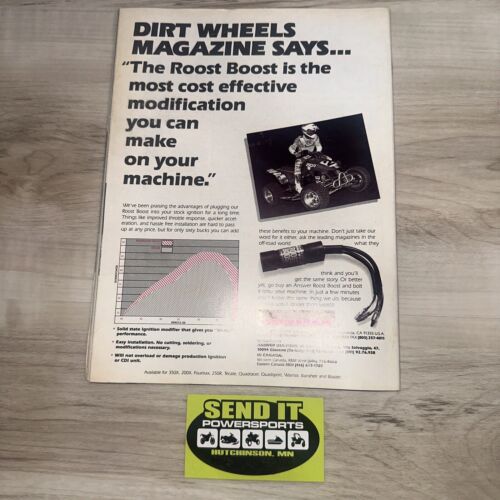 DIRT WHEELS
MAGAZINE SAYS...
"The Roost Boost is the
most cost effective
modification
you can
make
on your
machine."
We've been praising the advantages of plugging our
Roost Boost into your stock ignition for a long time.
Things like improved throttle response, quicker accel-
eration, and hassle free installation are hard to pass
up at any price, but for only sixty bucks you can add
these benefits to your machine. Don't just take our
word for it either, ask the leading magazines in the
off-road world what they
think and you'll
get the same story. Or better
yet, go buy an Answer Roost Boost and bolt
it your machine. In just a few minutes
know the same thing we do, because
• Solid state ignition modifier that gives you
performance.
• Easy installation. No cutting, soldering, or
modifications necessary.
• Will not overload or damage production ignition
or CDI unit.
CA 91355 U.S.A.
Available for 350X, 200X, Fourtrax, 250R, Tecate, Quadracer, Quadsport, Warrior, Banshee and Blaster.
SEND IT
POWERSPORTS
HUTCHINSON, MN